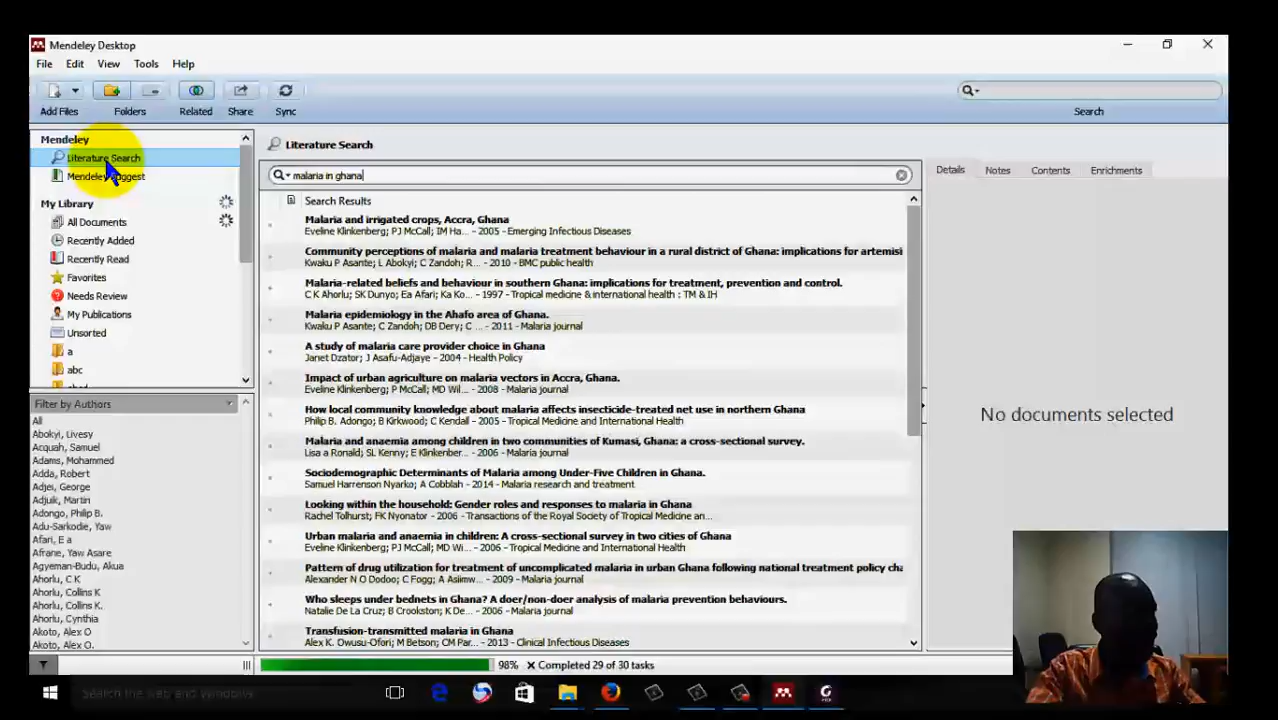 Mendeley Desktop
File Edit View Tools Help
Add Files Folders Related Share Sync Search
Mendeley
Literature Search
Mendeley Suggest
My Library
All Documents
Recently Added
Recently Read
Favorites
Needs Review
My Publications
Unsorted
a
abc
Filter by Authors
All
Abokyi, Livesy
Acquah, Samuel
Adams, Mohammed
Adda, Robert
Adjei, George
Adjuik, Martin
Adongo, Philip B.
Adu-Sarkodie, Yaw
Afari, E a
Afrane, Yaw Asare
Agyeman-Budu, Akua
Ahorlu, C K
Ahorlu, Collins K
Ahorlu, Collins K.
Ahorlu, Cynthia
Akoto, Alex O
Akoto, Alex O.
Literature Search
malaria in ghana
Search Results
Malaria and irrigated crops, Accra, Ghana
Eveline Klinkenberg; PJ McCall; IM Ha... - 2005 - Emerging Infectious Diseases
Community perceptions of malaria and malaria treatment behaviour in a rural district of Ghana: implications for artemisi
Kwaku P Asante; L Abokyi; C Zandoh; R... - 2010 - BMC public health
Malaria-related beliefs and behaviour in southern Ghana: implications for treatment, prevention and control.
C K Ahorlu; SK Dunyo; Ea Afari; Ka Ko... - 1997 - Tropical medicine & international health : TM & IH
Malaria epidemiology in the Ahafo area of Ghana.
Kwaku P Asante; C Zandoh; DB Dery; C ... - 2011 - Malaria journal
A study of malaria care provider choice in Ghana
Janet Dzator; J Asafu-Adjaye - 2004 - Health Policy
Impact of urban agriculture on malaria vectors in Accra, Ghana.
Eveline Klinkenberg; P McCall; MD Wil... - 2008 - Malaria journal
How local community knowledge about malaria affects insecticide-treated net use in northern Ghana
Philip B. Adongo; B Kirkwood; C Kendall - 2005 - Tropical Medicine and International Health
Malaria and anaemia among children in two communities of Kumasi, Ghana: a cross-sectional survey.
Lisa a Ronald; SL Kenny; E Klinkenber... - 2006 - Malaria journal
Sociodemographic Determinants of Malaria among Under-Five Children in Ghana.
Samuel Harrenson Nyarko; A Cobblah - 2014 - Malaria research and treatment
Looking within the household: Gender roles and responses to malaria in Ghana
Rachel Tolhurst; FK Nyonator - 2006 - Transactions of the Royal Society of Tropical Medicine an...
Urban malaria and anaemia in children: A cross-sectional survey in two cities of Ghana
Eveline Klinkenberg; PJ McCall; MD Wi... - 2006 - Tropical Medicine and International Health
Pattern of drug utilization for treatment of uncomplicated malaria in urban Ghana following national treatment policy cha
Alexander N O Dodoo; C Fogg; A Asiimw... - 2009 - Malaria journal
Who sleeps under bednets in Ghana? A doer/non-doer analysis of malaria prevention behaviours.
Natalie De La Cruz; B Crookston; K De... - 2006 - Malaria journal
Transfusion-transmitted malaria in Ghana
Alex K. Owusu-Ofori; M Betson; CM Par... - 2013 - Clinical Infectious Diseases
Details Notes Contents Enrichments
No documents selected
98% Completed 29 of 30 tasks
Search the web and Windows